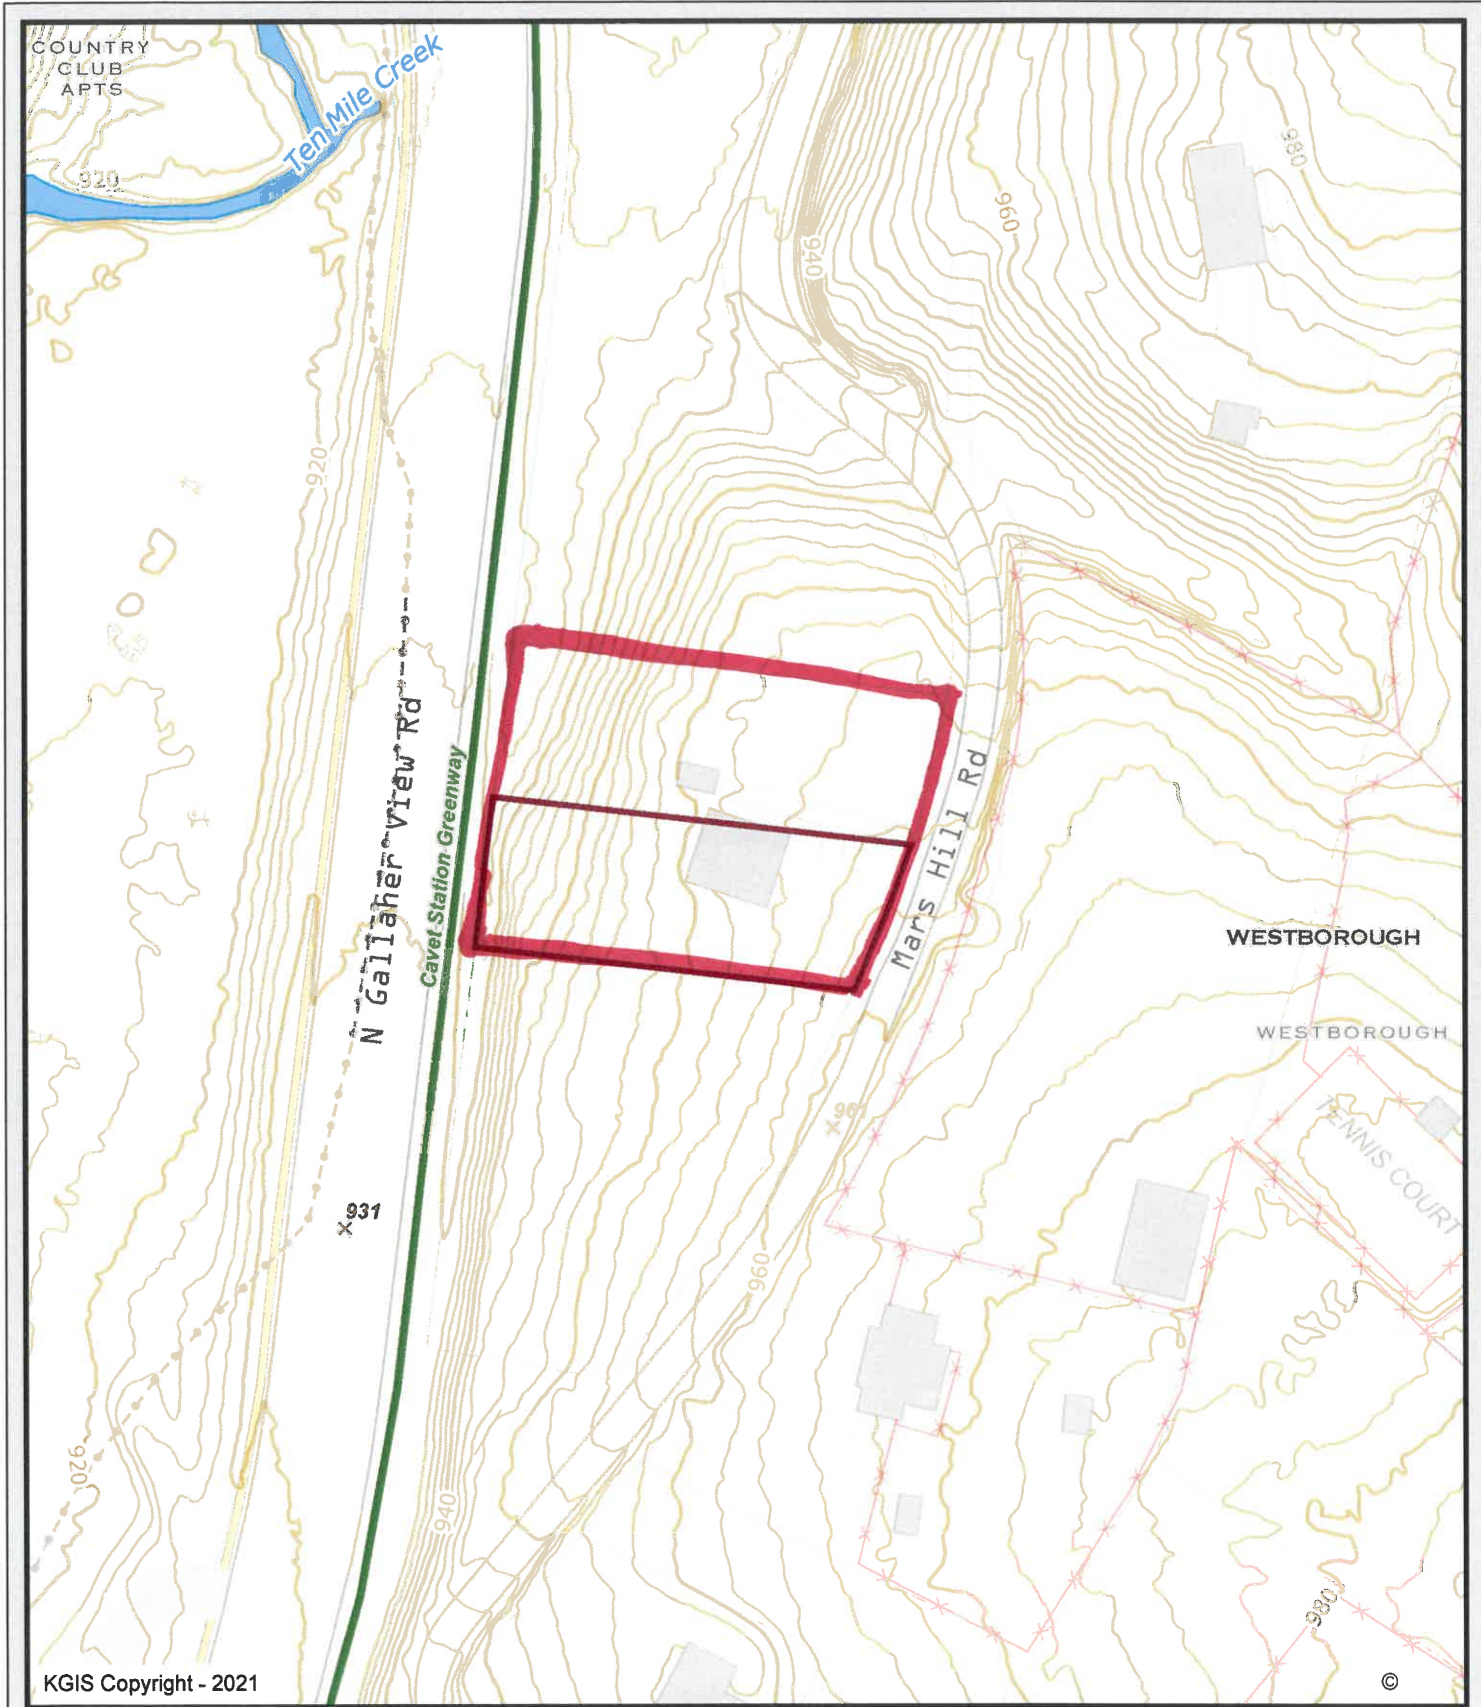 COUNTRY
CLUB
APTS
Ten Mile Creek
920
980
960
940
920
N Gallaher View Rd
Cavet Station Greenway
Mars Hill Rd
WESTBOROUGH
WESTBOROUGH
961
TENNIS COURT
931
960
920
940
980
KGIS Copyright - 2021
©